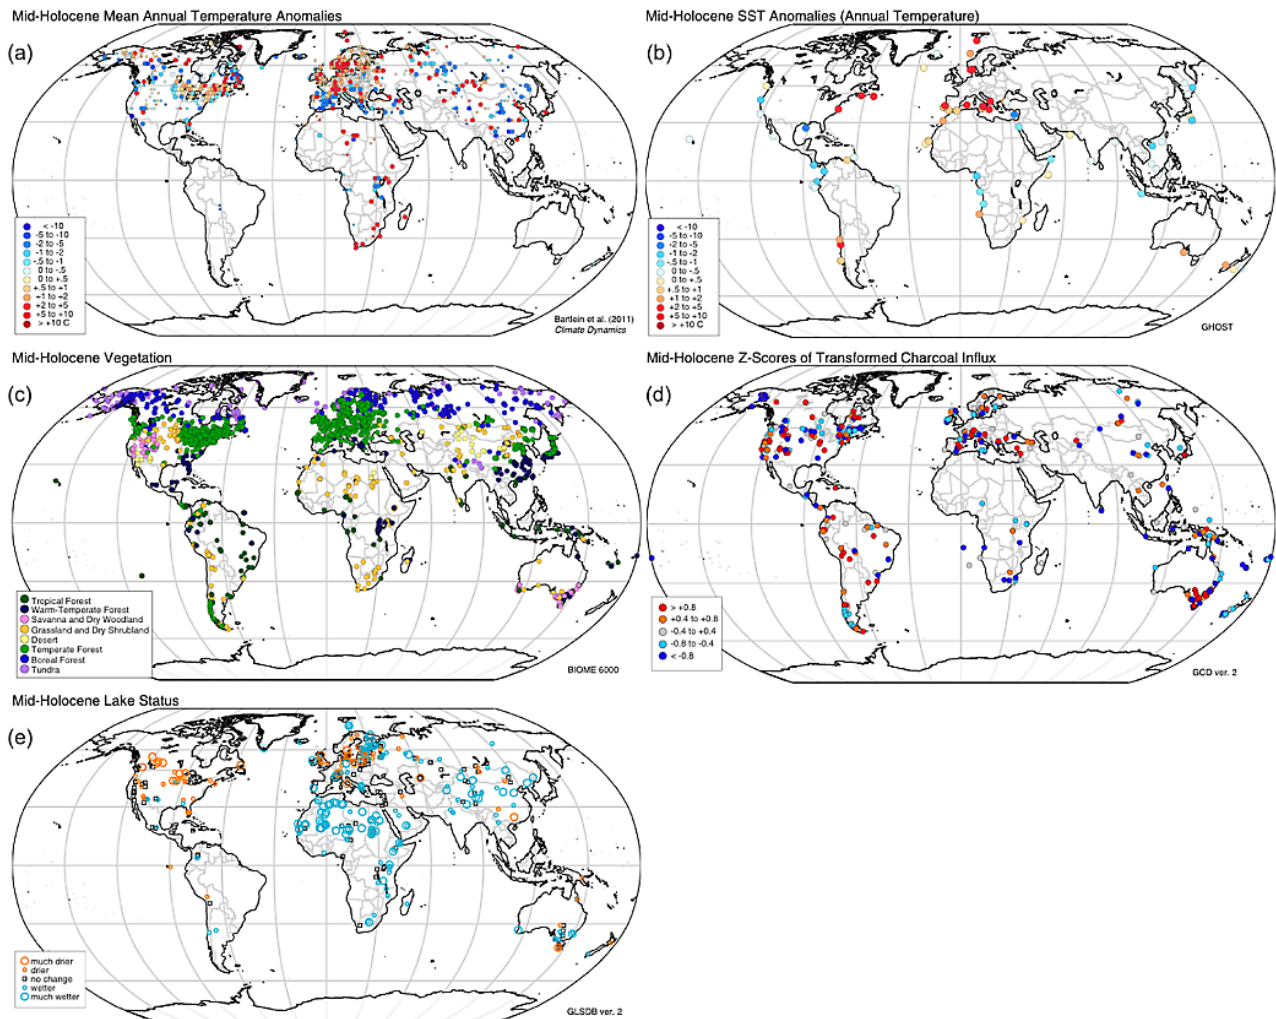 Mid-Holocene Mean Annual Temperature Anomalies
(a)
< -10
-5 to -10
-2 to -5
-1 to -2
-.5 to -1
0 to -.5
0 to +.5
+.5 to +1
+1 to +2
+2 to +5
+5 to +10
> +10 C
Bartlein et al. (2011)
Climate Dynamics
Mid-Holocene SST Anomalies (Annual Temperature)
(b)
< -10
-5 to -10
-2 to -5
-1 to -2
-.5 to -1
0 to -.5
0 to +.5
+.5 to +1
+1 to +2
+2 to +5
+5 to +10
> +10 C
GHOST
Mid-Holocene Vegetation
(c)
Tropical Forest
Warm-Temperate Forest
Savanna and Dry Woodland
Grassland and Dry Shrubland
Desert
Temperate Forest
Boreal Forest
Tundra
BIOME 6000
Mid-Holocene Z-Scores of Transformed Charcoal Influx
(d)
> +0.8
+0.4 to +0.8
-0.4 to +0.4
-0.8 to -0.4
< -0.8
GCD ver. 2
Mid-Holocene Lake Status
(e)
much drier
drier
no change
wetter
much wetter
GLSDB ver. 2